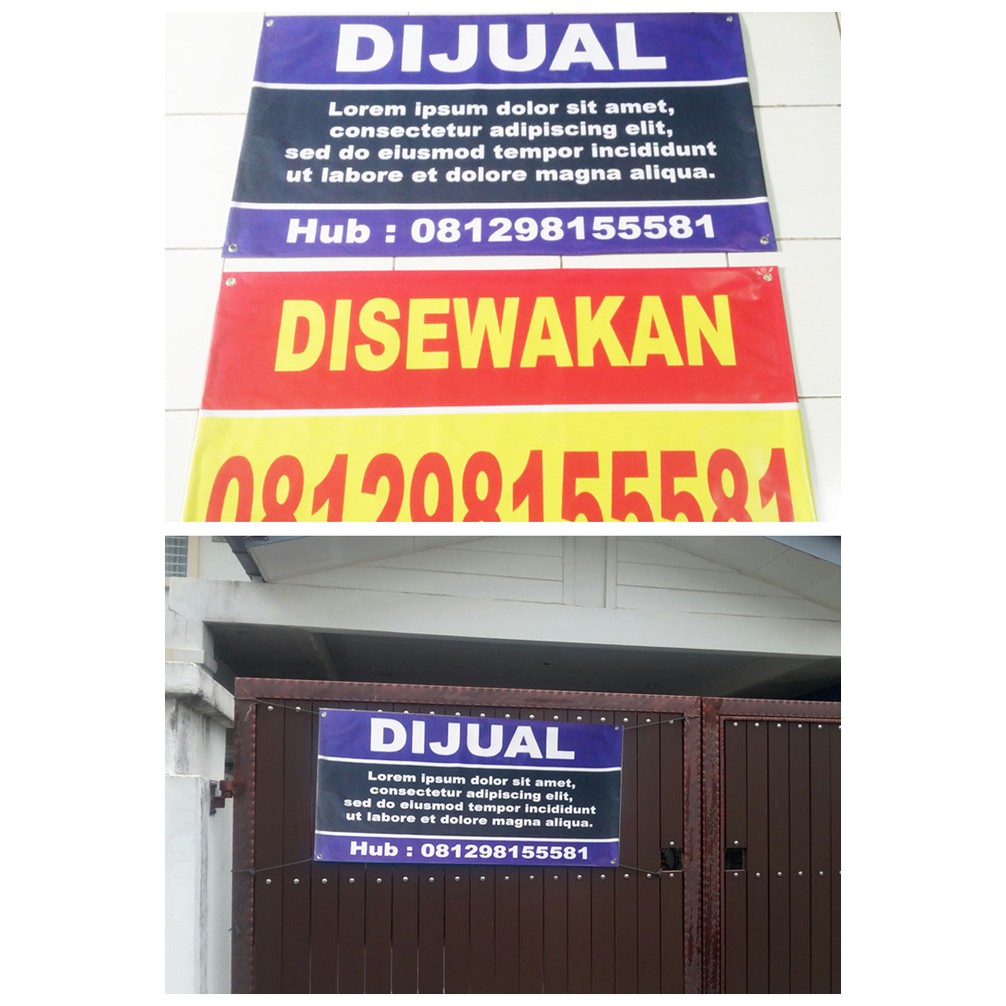 DIJUAL
Lorem ipsum dolor sit amet,
consectetur adipiscing elit,
sed do eiusmod tempor incididunt
ut labore et dolore magna aliqua.
Hub : 081298155581
DISEWAKAN
081298155581
DIJUAL
Lorem ipsum dolor sit amet,
consectetur adipiscing elit,
sed do eiusmod tempor incididunt
ut labore et dolore magna aliqua.
Hub : 081298155581